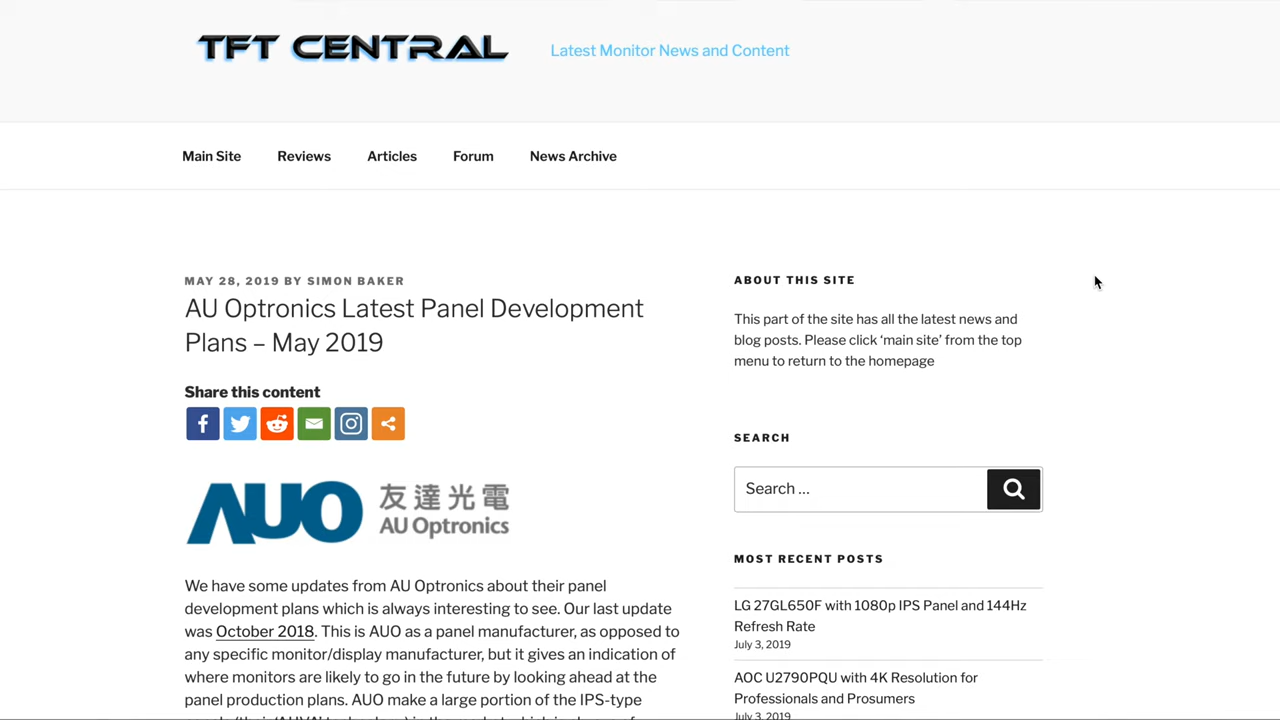 TFT CENTRAL
Latest Monitor News and Content
Main Site
Reviews
Articles
Forum
News Archive
MAY 28, 2019 BY SIMON BAKER
AU Optronics Latest Panel Development
Plans – May 2019
Share this content
AUO 友達光電
AU Optronics
We have some updates from AU Optronics about their panel
development plans which is always interesting to see. Our last update
was October 2018. This is AUO as a panel manufacturer, as opposed to
any specific monitor/display manufacturer, but it gives an indication of
where monitors are likely to go in the future by looking ahead at the
panel production plans. AUO make a large portion of the IPS-type
ABOUT THIS SITE
This part of the site has all the latest news and
blog posts. Please click ‘main site’ from the top
menu to return to the homepage
SEARCH
Search …
MOST RECENT POSTS
LG 27GL650F with 1080p IPS Panel and 144Hz
Refresh Rate
July 3, 2019
AOC U2790PQU with 4K Resolution for
Professionals and Prosumers
July 3, 2019